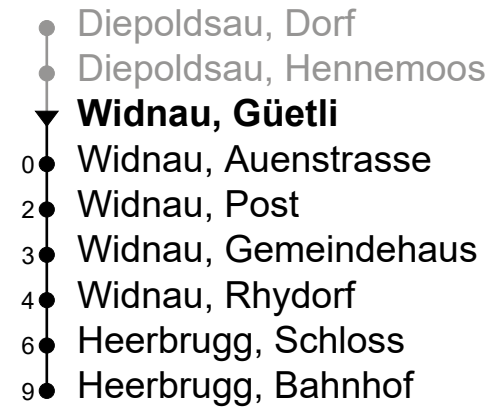 Diepoldsau, Dorf
Diepoldsau, Hennemoos
Widnau, Güetli
0 Widnau, Auenstrasse
2 Widnau, Post
3 Widnau, Gemeindehaus
4 Widnau, Rhydorf
6 Heerbrugg, Schloss
9 Heerbrugg, Bahnhof